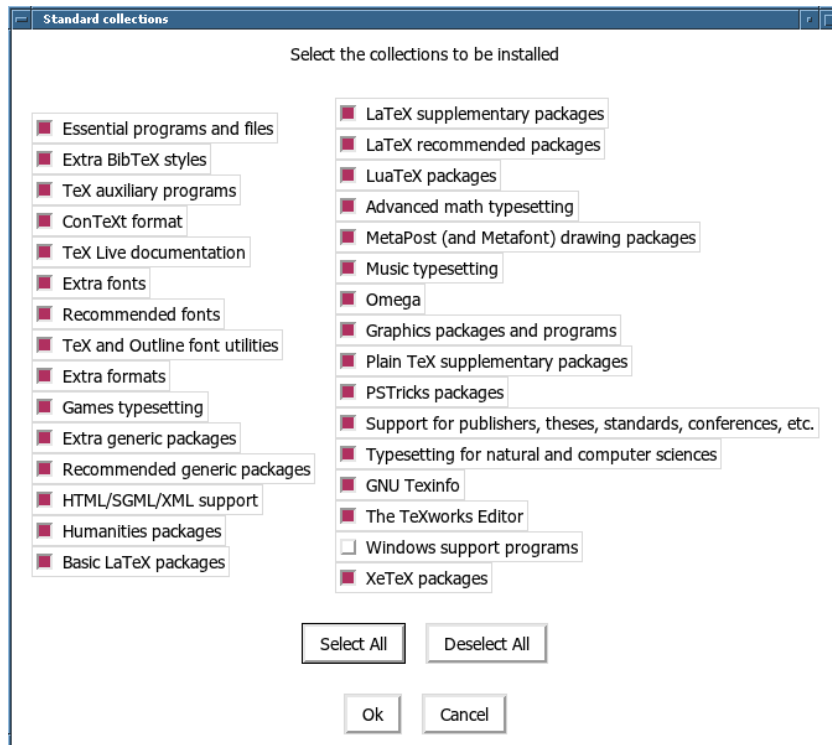 Standard collections
Select the collections to be installed
Essential programs and files
Extra BibTeX styles
TeX auxiliary programs
ConTeXt format
TeX Live documentation
Extra fonts
Recommended fonts
TeX and Outline font utilities
Extra formats
Games typesetting
Extra generic packages
Recommended generic packages
HTML/SGML/XML support
Humanities packages
Basic LaTeX packages
LaTeX supplementary packages
LaTeX recommended packages
LuaTeX packages
Advanced math typesetting
MetaPost (and Metafont) drawing packages
Music typesetting
Omega
Graphics packages and programs
Plain TeX supplementary packages
PSTricks packages
Support for publishers, theses, standards, conferences, etc.
Typesetting for natural and computer sciences
GNU Texinfo
The TeXworks Editor
Windows support programs
XeTeX packages
Select All
Deselect All
Ok
Cancel